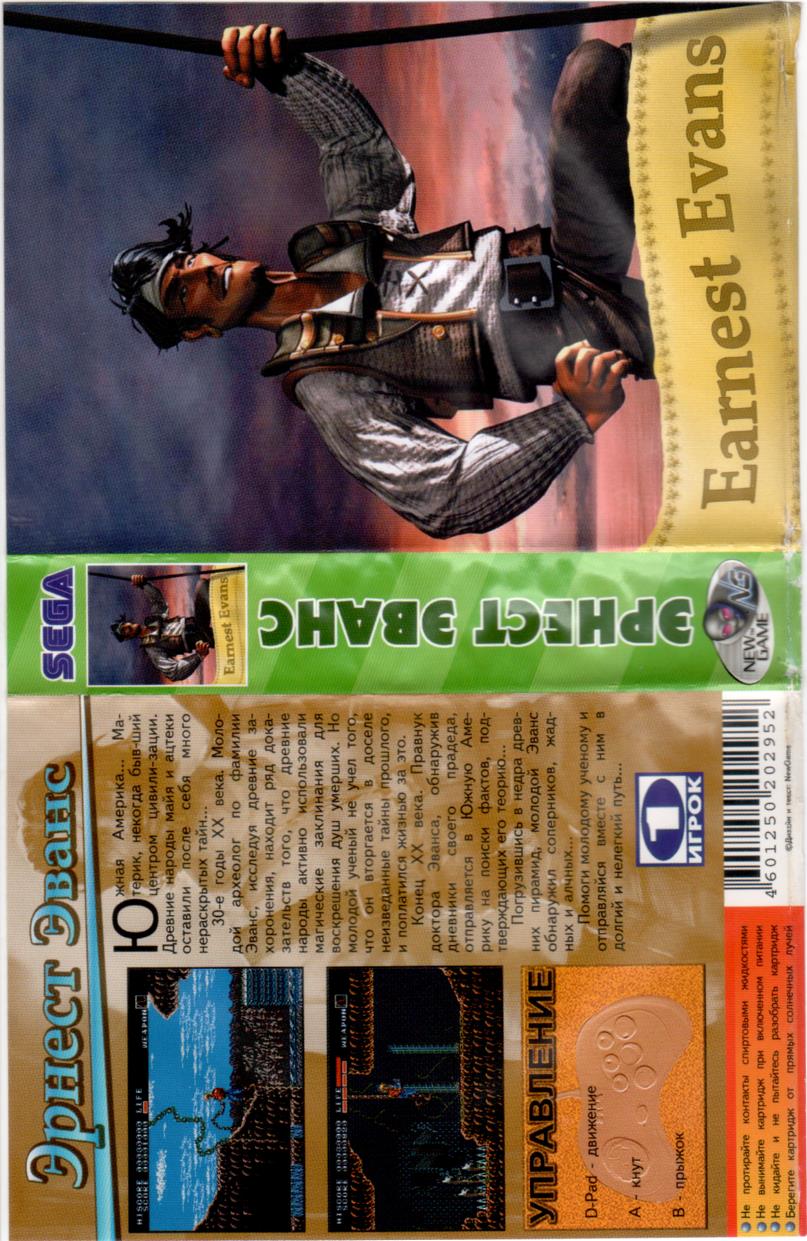 Эрнест Эванс
Южная Америка... Ма-
терик, некогда быв-ший
центром цивили-зации.
Древние народы майя и ацтеки
оставили после себя много
нераскрытых тайн...
30-е годы XX века. Моло-
дой археолог по фамилии
Эванс, исследуя древние за-
хоронения, находит ряд дока-
зательств того, что древние
народы активно использовали
магические заклинания для
воскрешения душ умерших. Но
молодой ученый не учел того,
что он вторгается в доселе
неизведанные тайны прошлого,
и поплатился жизнью за это.
Конец XX века. Правнук
доктора Эванса, обнаружив
дневники своего прадеда,
отправляется в Южную Аме-
рику на поиски фактов, под-
тверждающих его теорию...
Погрузившись в недра древ-
них пирамид, молодой Эванс
обнаружил соперников, жад-
ных и алчных...
Помоги молодому ученому и
отправляйся вместе с ним в
долгий и нелегкий путь...
HISCORE 00000000 LIFE WEAPON
SCORE
HISCORE 00000000 LIFE WEAPON
SCORE
УПРАВЛЕНИЕ
D-Pad - движение
A - кнут
B - прыжок
1
ИГРОК
Не протирайте контакты спиртовыми жидкостями
Не вынимайте картридж при включенном питании
Не кидайте и не пытайтесь разобрать картридж
Берегите картридж от прямых солнечных лучей
4 601250 202952
©Дизайн и текст: NewGame
SEGA
Earnest Evans
ЭРНЕСТ ЭВАНС
NG
NEW GAME
Earnest Evans